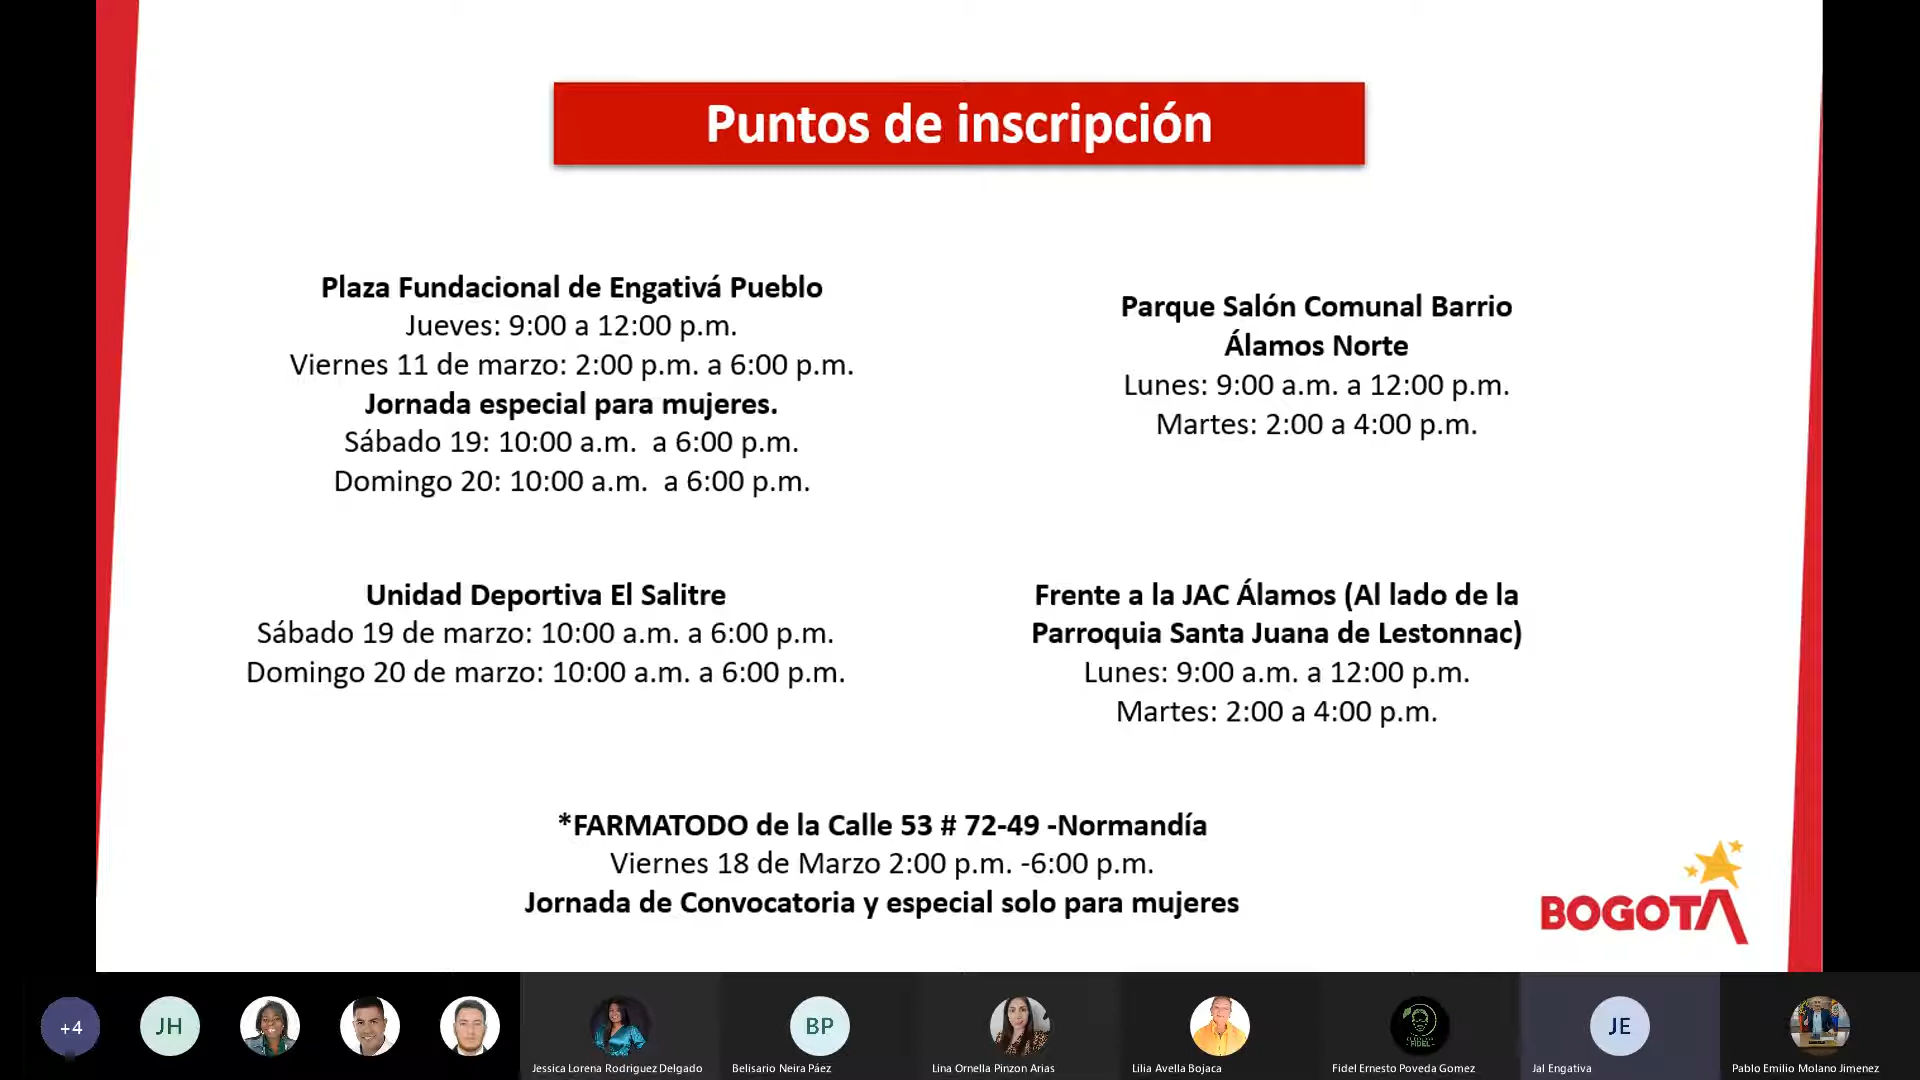 Puntos de inscripción
Plaza Fundacional de Engativá Pueblo
Jueves: 9:00 a 12:00 p.m.
Viernes 11 de marzo: 2:00 p.m. a 6:00 p.m.
Jornada especial para mujeres.
Sábado 19: 10:00 a.m.  a 6:00 p.m.
Domingo 20: 10:00 a.m.  a 6:00 p.m.
Parque Salón Comunal Barrio
Álamos Norte
Lunes: 9:00 a.m. a 12:00 p.m.
Martes: 2:00 a 4:00 p.m.
Unidad Deportiva El Salitre
Sábado 19 de marzo: 10:00 a.m. a 6:00 p.m.
Domingo 20 de marzo: 10:00 a.m. a 6:00 p.m.
Frente a la JAC Álamos (Al lado de la
Parroquia Santa Juana de Lestonnac)
Lunes: 9:00 a.m. a 12:00 p.m.
Martes: 2:00 a 4:00 p.m.
*FARMATODO de la Calle 53 # 72-49 -Normandía
Viernes 18 de Marzo 2:00 p.m. -6:00 p.m.
Jornada de Convocatoria y especial solo para mujeres
BOGOTÁ
+4
JH
BP
FIDEL
JE
Jessica Lorena Rodriguez Delgado
Belisario Neira Páez
Lina Ornella Pinzon Arias
Lilia Avella Bojaca
Fidel Ernesto Poveda Gomez
Jal Engativa
Pablo Emilio Molano Jimenez